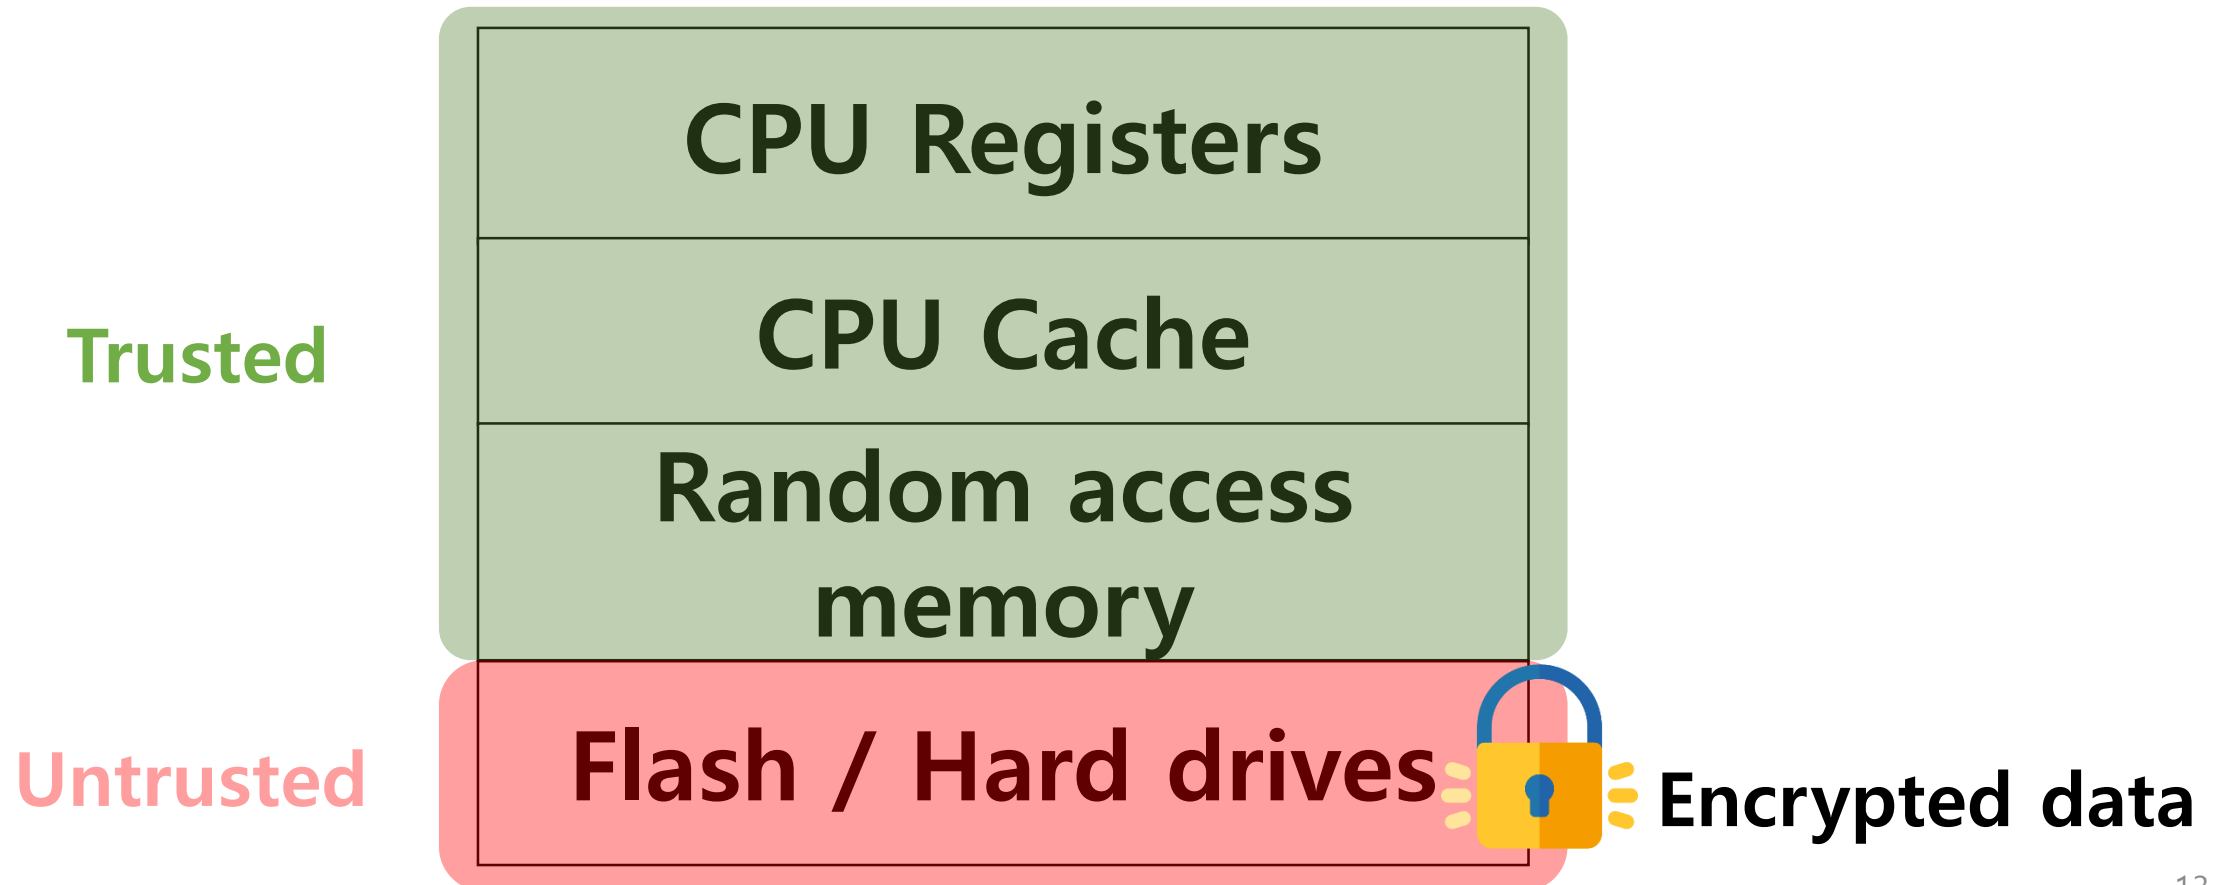 CPU Registers
CPU Cache
Trusted
Random access
memory
Untrusted
Flash / Hard drives
Encrypted data